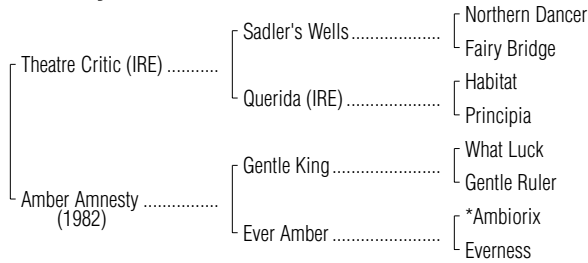 Northern Dancer
Sadler's Wells
Fairy Bridge
Theatre Critic (IRE)
Habitat
Querida (IRE)
Principia
What Luck
Gentle King
Gentle Ruler
Amber Amnesty
(1982)
*Ambiorix
Ever Amber
Everness